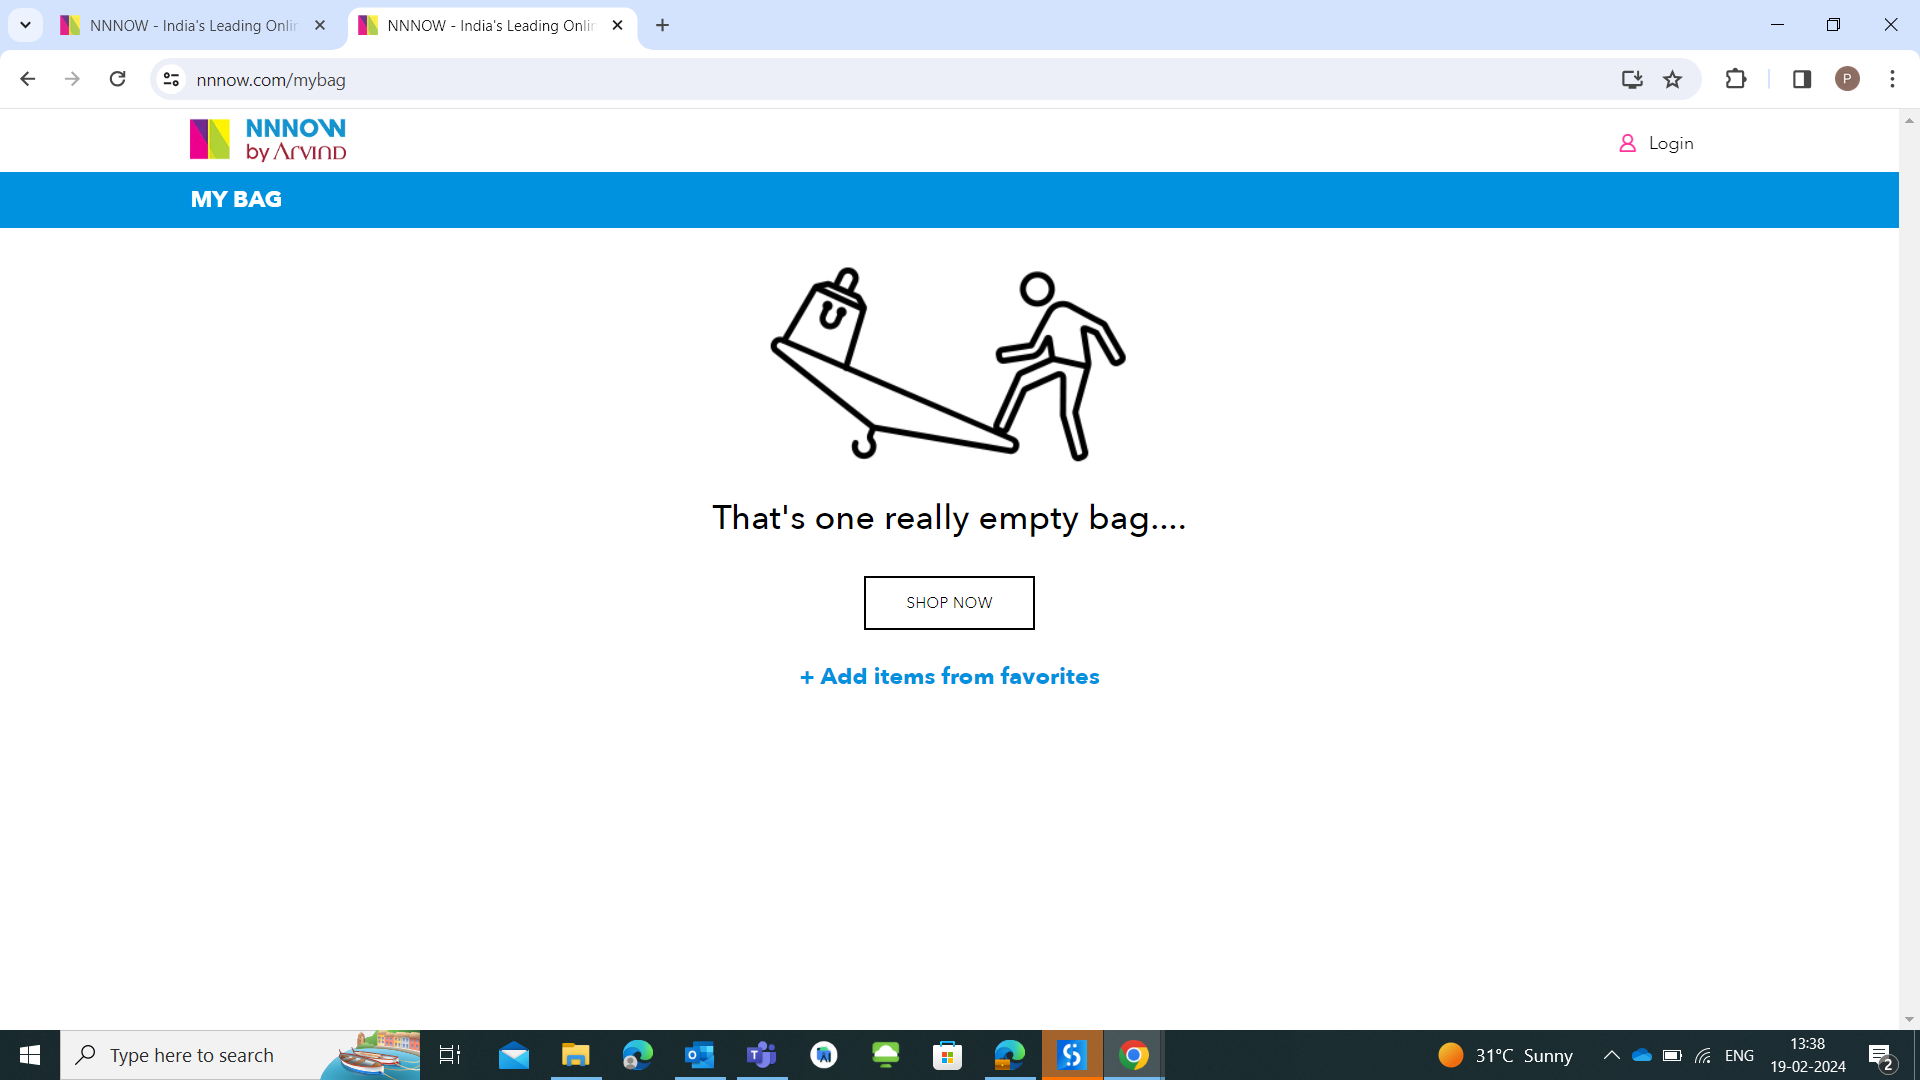 NNNOW - India's Leading Onlin
NNNOW - India's Leading Onlin
nnnow.com/mybag
P
NNNOW
by Arvind
Login
MY BAG
That's one really empty bag....
SHOP NOW
+ Add items from favorites
Type here to search
31°C Sunny
ENG
13:38
19-02-2024
2